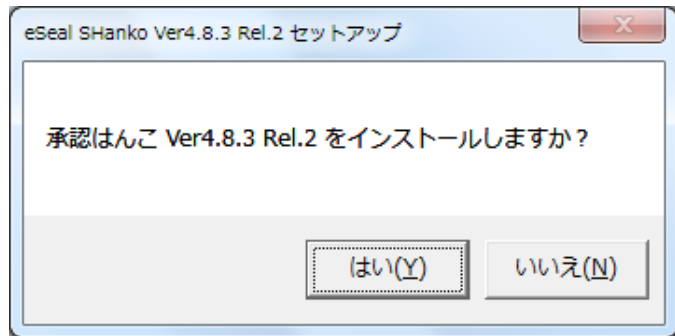 eSeal SHanko Ver4.8.3 Rel.2 セットアップ
承認はんこ Ver4.8.3 Rel.2 をインストールしますか？
はい(Y) いいえ(N)